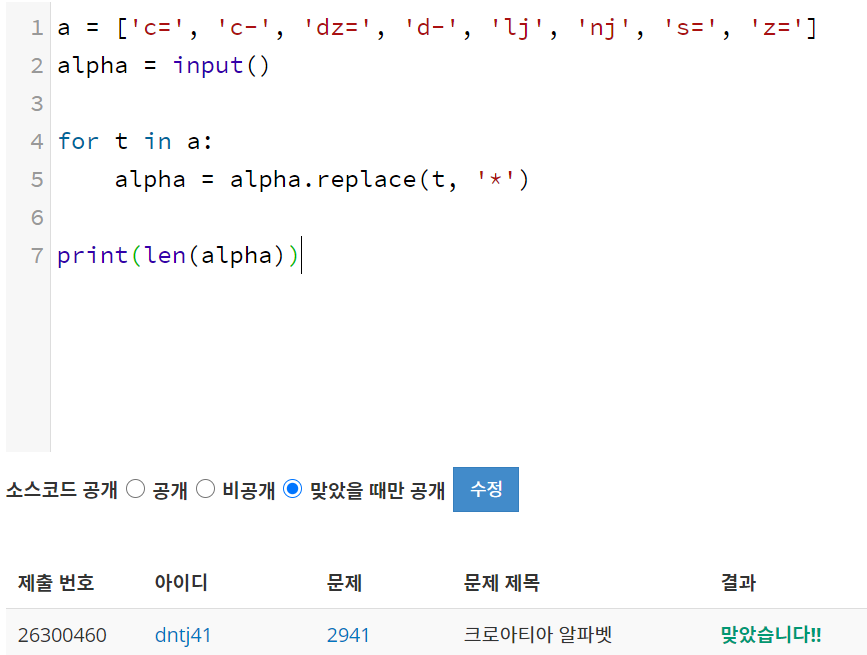 1 a = ['c=', 'c-', 'dz=', 'd-', 'lj', 'nj', 's=', 'z=']
2 alpha = input()
3
4 for t in a:
5     alpha = alpha.replace(t, '*')
6
7 print(len(alpha))
소스코드 공개 공개 비공개 맞았을 때만 공개 수정
제출 번호 아이디 문제 문제 제목 결과
26300460 dntj41 2941 크로아티아 알파벳 맞았습니다!!